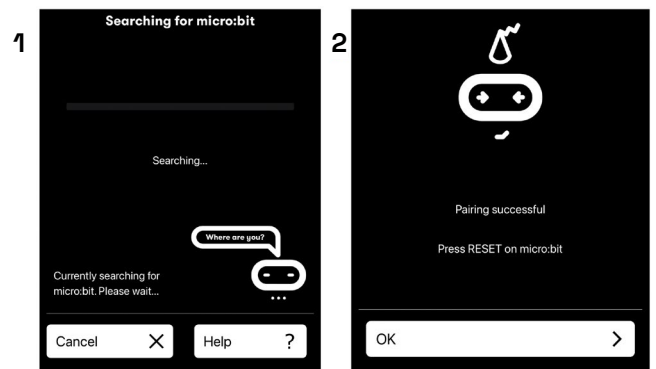 1
Searching for micro:bit
Searching...
Where are you?
Currently searching for
micro:bit. Please wait...
Cancel
Help ?
2
Pairing successful
Press RESET on micro:bit
OK